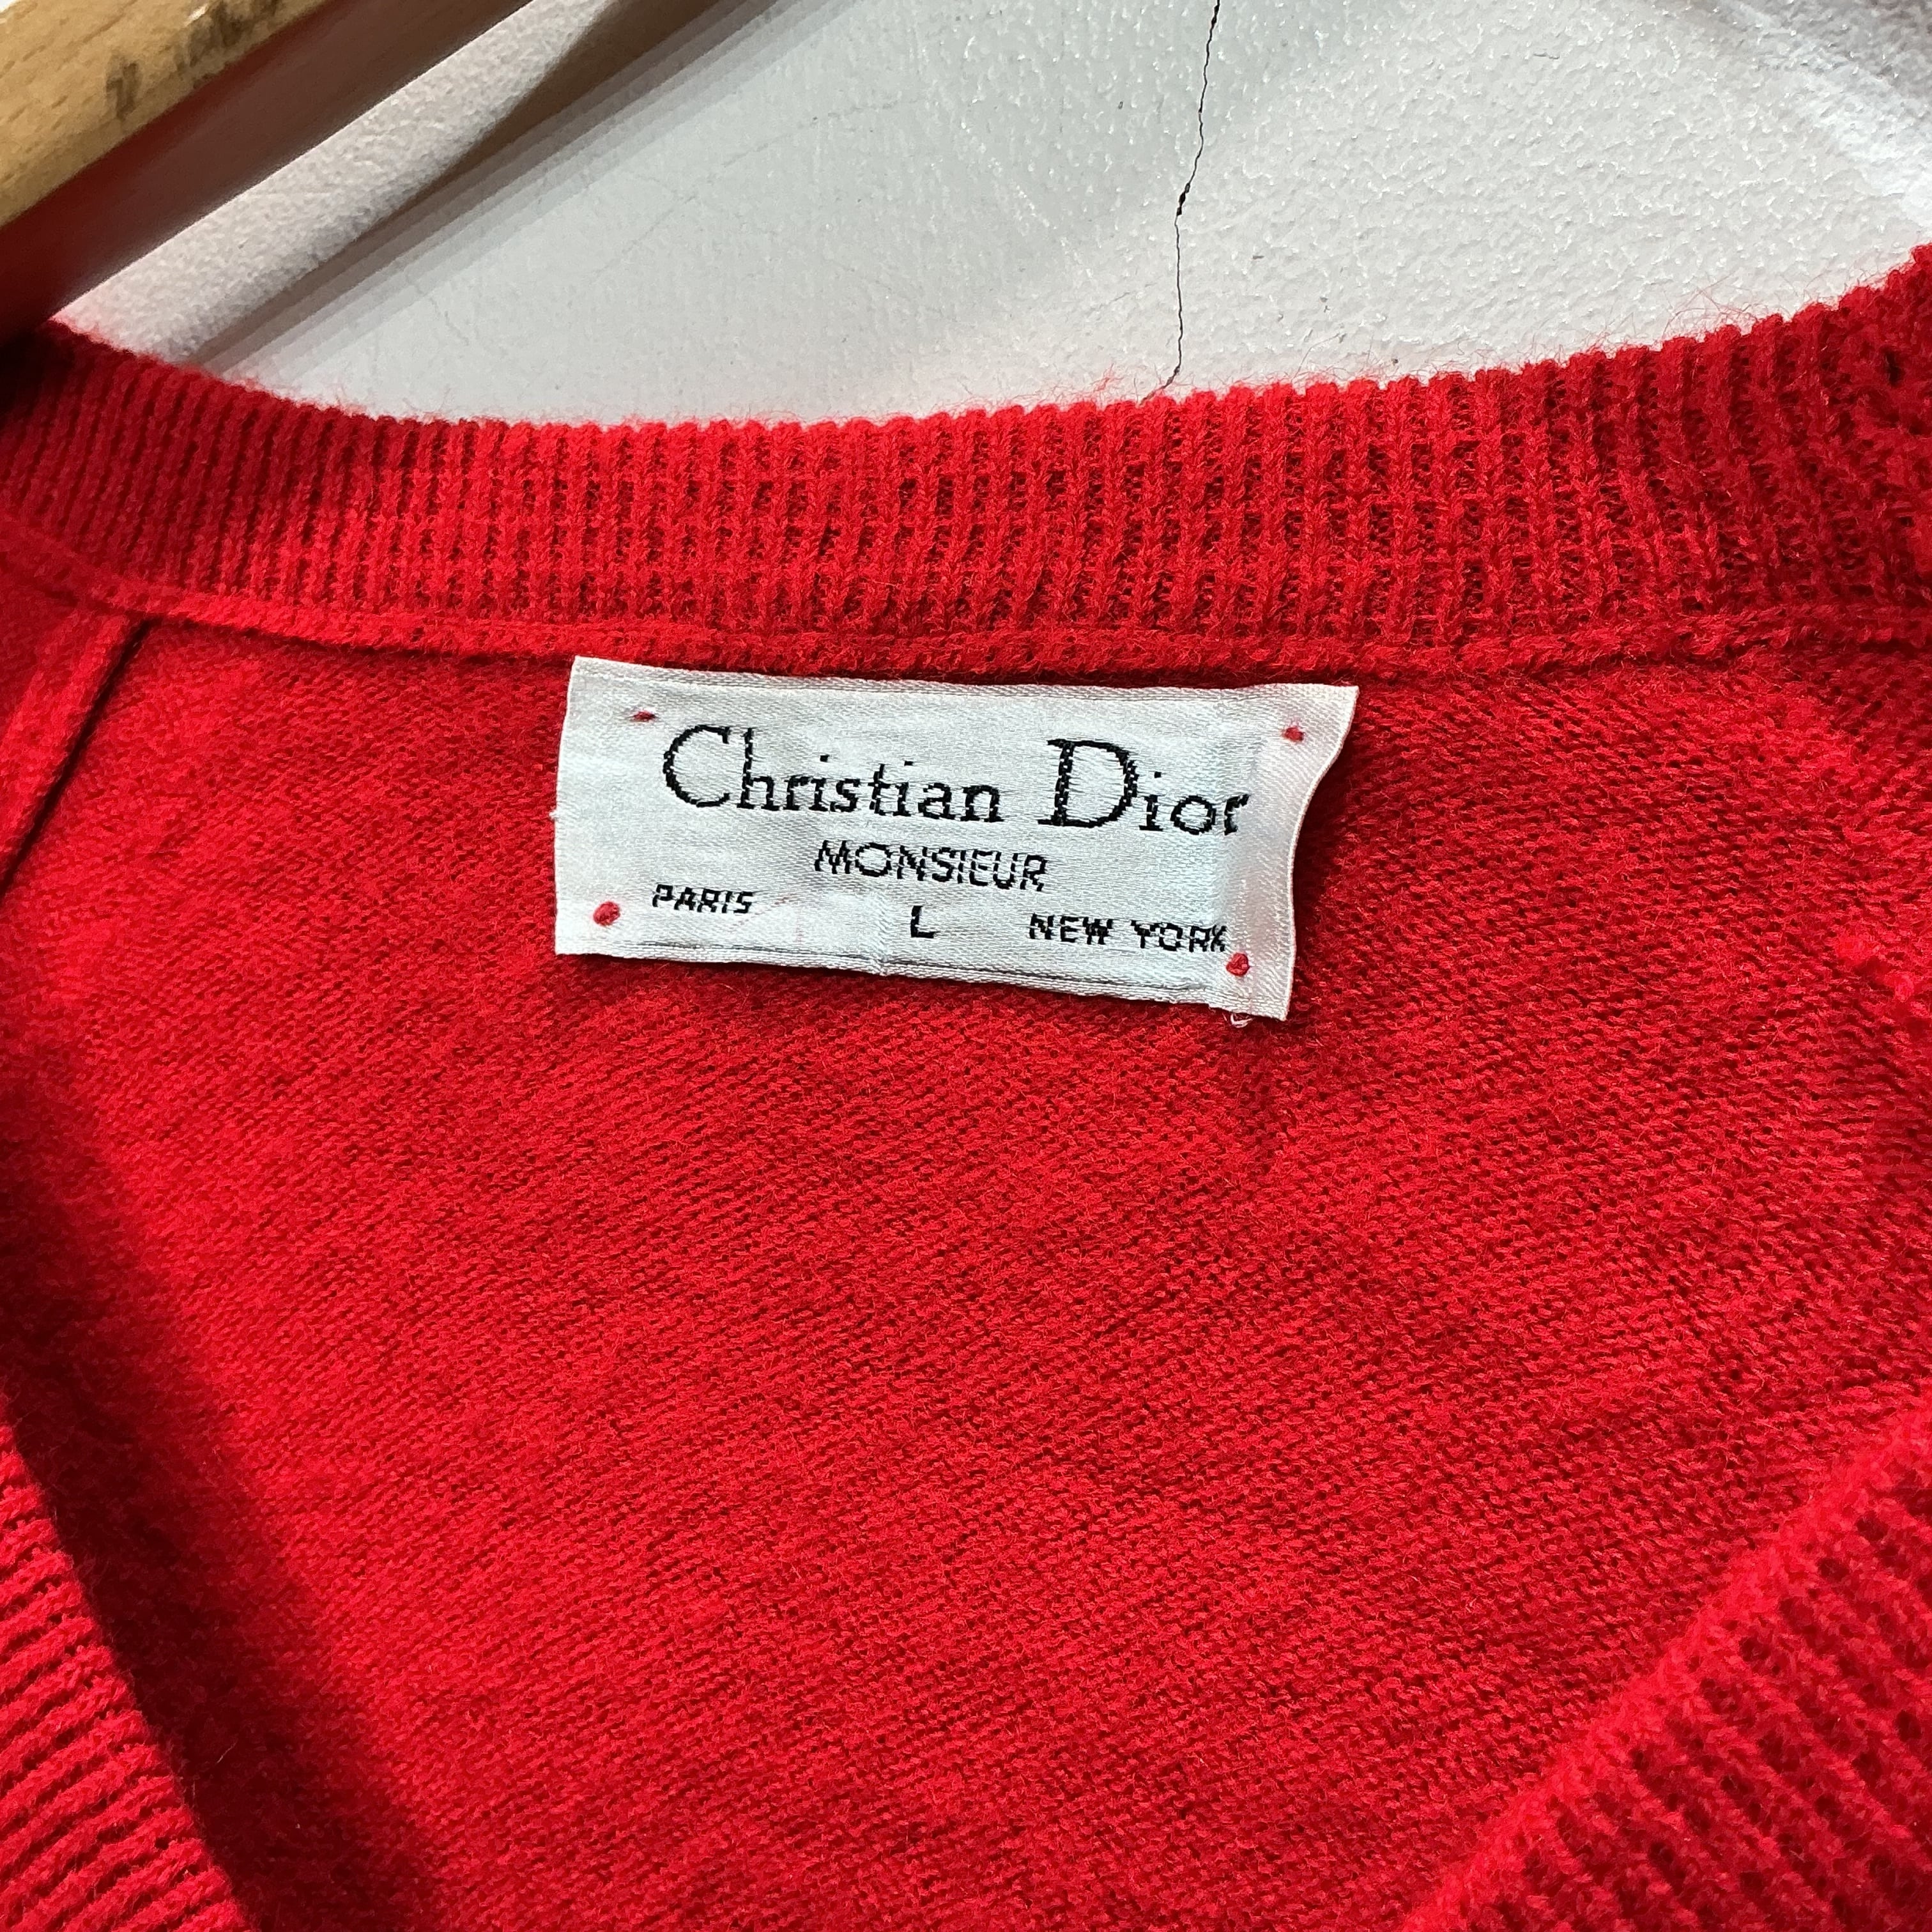 Christian Dior
MONSIEUR
PARIS L NEW YORK